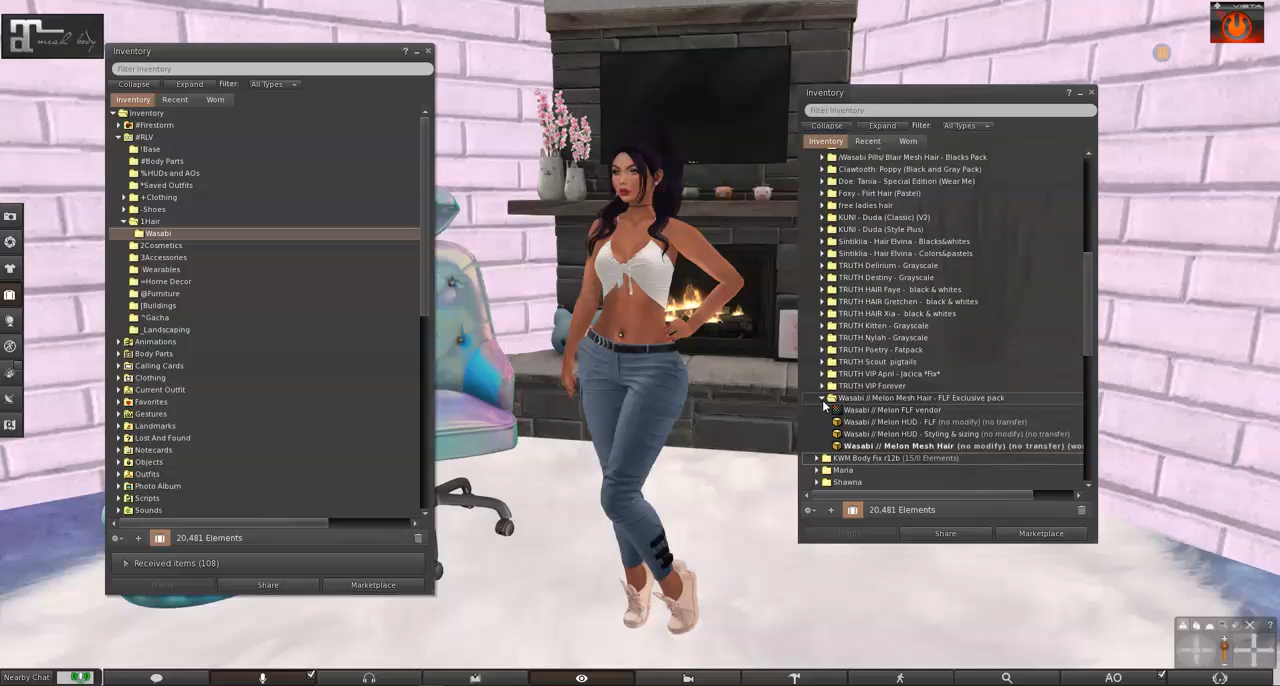 mesh body
VISTA
Inventory
? _ ×
Filter Inventory
Collapse Expand Filter: All Types
Inventory Recent Worn
Inventory
#Firestorm
#RLV
!Base
#Body Parts
%HUDs and AOs
*Saved Outfits
+Clothing
-Shoes
1Hair
Wasabi
2Cosmetics
3Accessories
Wearables
=Home Decor
@Furniture
[Buildings
^Gacha
_Landscaping
Animations
Body Parts
Calling Cards
Clothing
Current Outfit
Favorites
Gestures
Landmarks
Lost And Found
Notecards
Objects
Outfits
Photo Album
Scripts
Sounds
20,481 Elements
Received items (108)
Share Marketplace
Inventory
? _ ×
Filter Inventory
Collapse Expand Filter: All Types
Inventory Recent Worn
/Wasabi Pills/ Blair Mesh Hair - Blacks Pack
Clawtooth: Poppy (Black and Gray Pack)
Doe: Tania - Special Edition (Wear Me)
Foxy - Flirt Hair (Pastel)
free ladies hair
KUNI - Duda (Classic) (V2)
KUNI - Duda (Style Plus)
Sintiklia - Hair Elvina - Blacks&whites
Sintiklia - Hair Elvina - Colors&pastels
TRUTH Delirium - Grayscale
TRUTH Destiny - Grayscale
TRUTH HAIR Faye - black & whites
TRUTH HAIR Gretchen - black & whites
TRUTH HAIR Xia - black & whites
TRUTH Kitten - Grayscale
TRUTH Nylah - Grayscale
TRUTH Poetry - Fatpack
TRUTH Scout pigtails
TRUTH VIP April - Jacica *Fix*
TRUTH VIP Forever
Wasabi // Melon Mesh Hair - FLF Exclusive pack
Wasabi // Melon FLF vendor
Wasabi // Melon HUD - FLF (no modify) (no transfer)
Wasabi // Melon HUD - Styling & sizing (no modify) (no transfer)
Wasabi // Melon Mesh Hair (no modify) (no transfer) (wo
KWM Body Fix r12b (15/0 Elements)
Maria
Shawna
20,481 Elements
Share Marketplace
Nearby Chat
AO